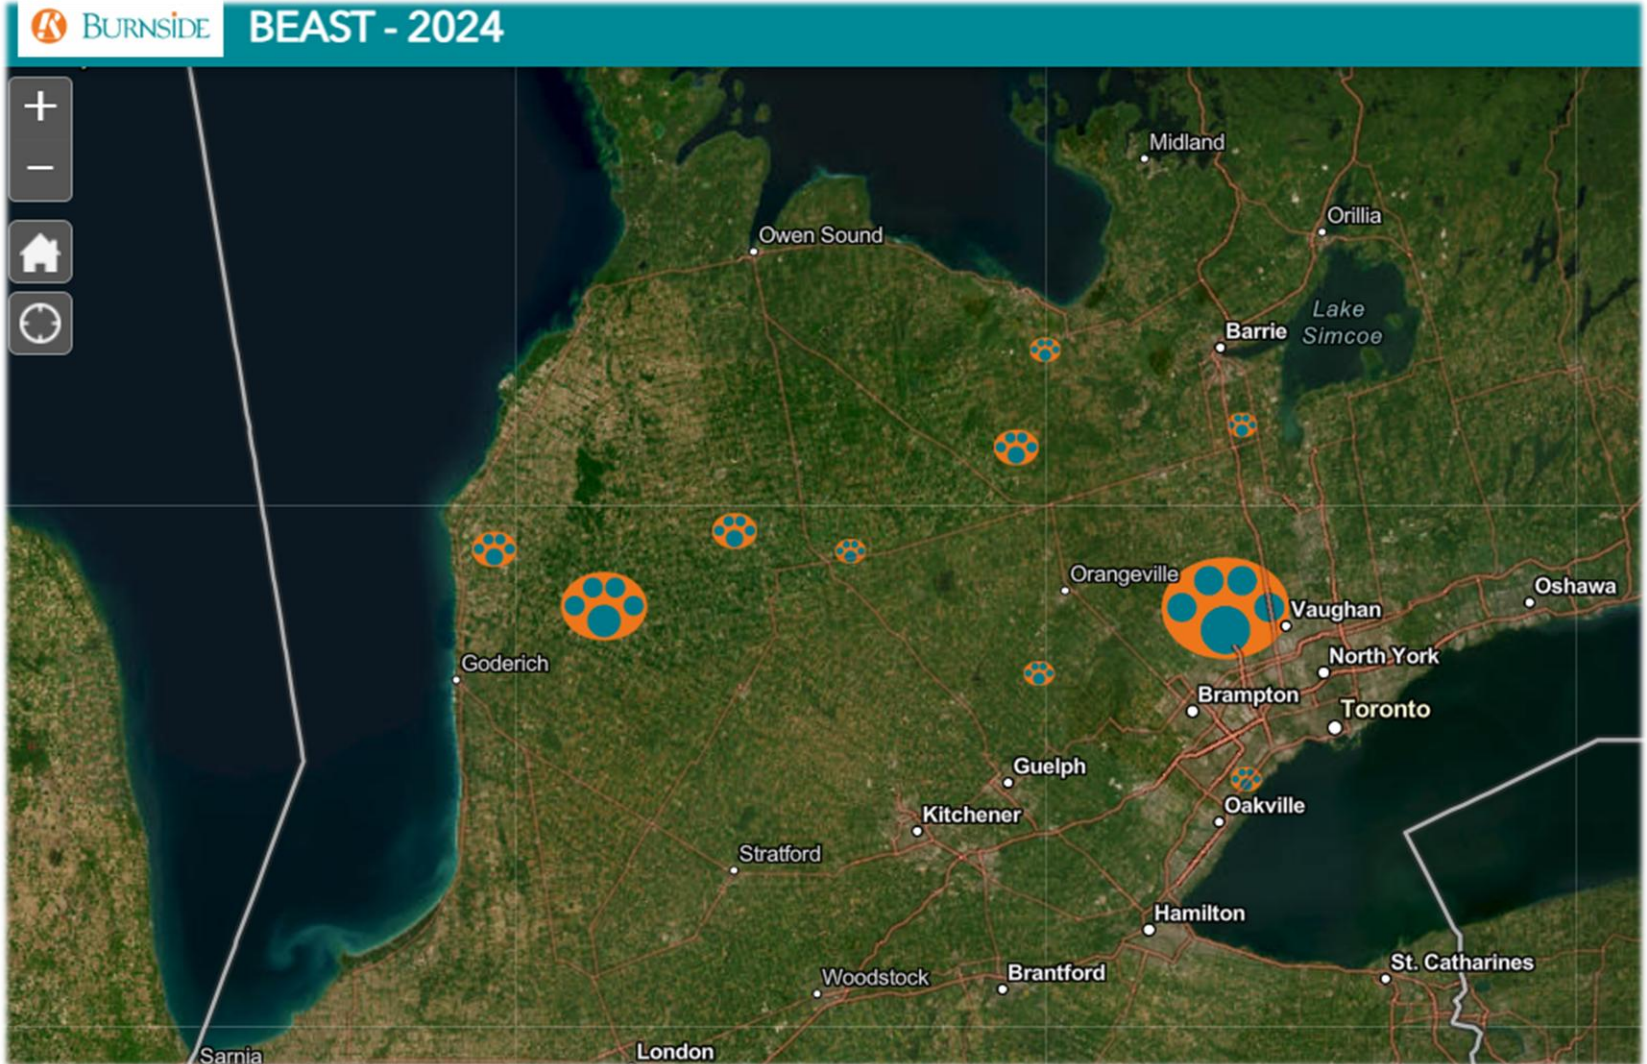 BURNSIDE
BEAST - 2024
+
−
Midland
Orillia
Owen Sound
Lake
Simcoe
Barrie
Orangeville
Oshawa
Vaughan
North York
Goderich
Brampton
Toronto
Guelph
Oakville
Kitchener
Stratford
Hamilton
St. Catharines
Brantford
Woodstock
London
Sarnia